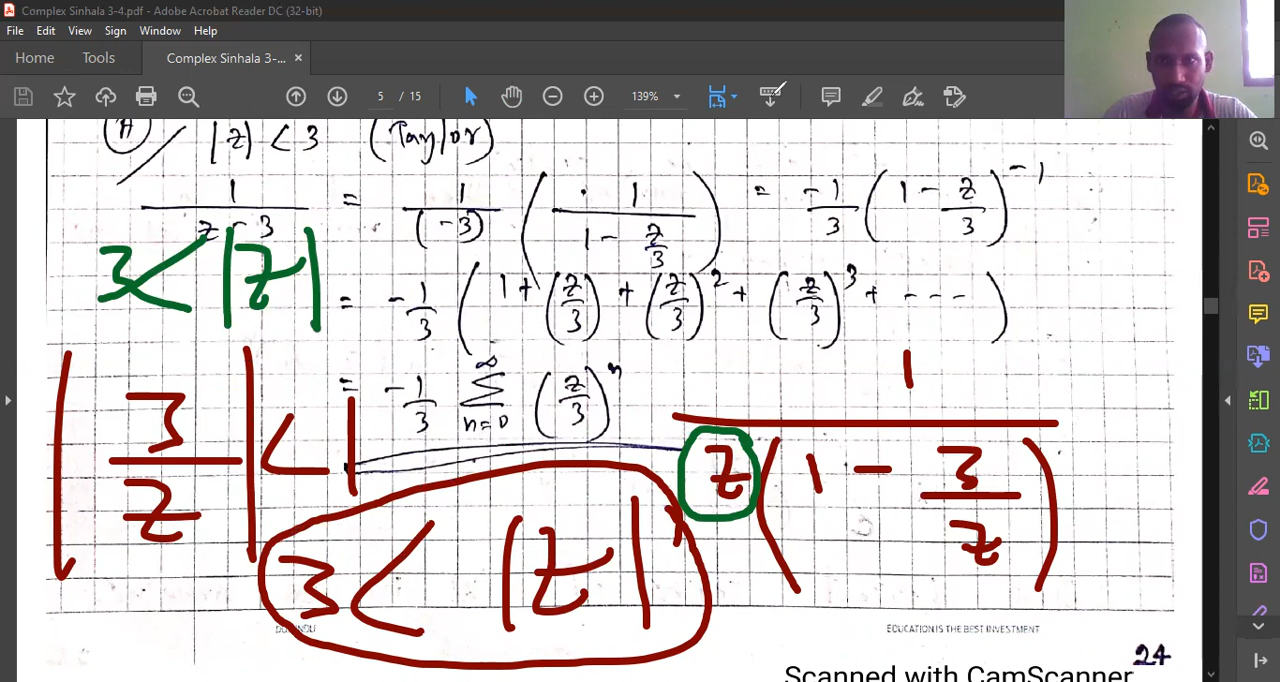 Complex Sinhala 3-4.pdf - Adobe Acrobat Reader DC (32-bit)
File Edit View Sign Window Help
Home Tools Complex Sinhala 3-... ×
5 / 15 139%
(A) |z| < 3 (Taylor)
1/(z-3) = 1/(-3) ( 1/(1 - z/3) ) = -1/3 (1 - z/3)^-1
3 < |z|
= -1/3 ( 1 + (z/3) + (z/3)^2 + (z/3)^3 + --- )
= -1/3 ∑_{n=0}^{∞} (z/3)^n
|3/z| < 1
1/(z(1 - 3/z))
3 < |z|
EDUCATION IS THE BEST INVESTMENT
24
Scanned with CamScanner